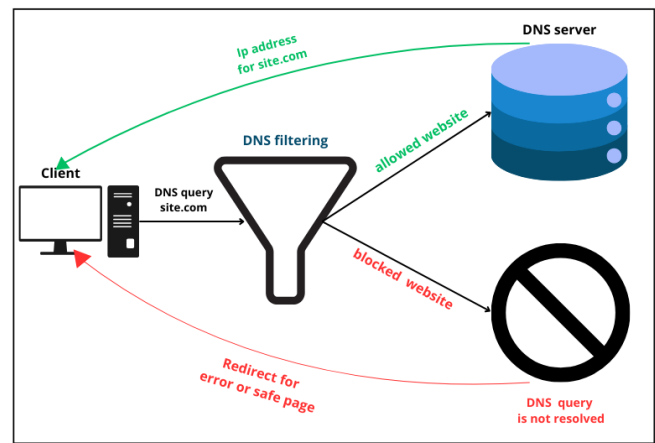 DNS server
Ip address
for site.com
DNS filtering
allowed website
Client
DNS query
site.com
blocked website
Redirect for
error or safe page
DNS query
is not resolved